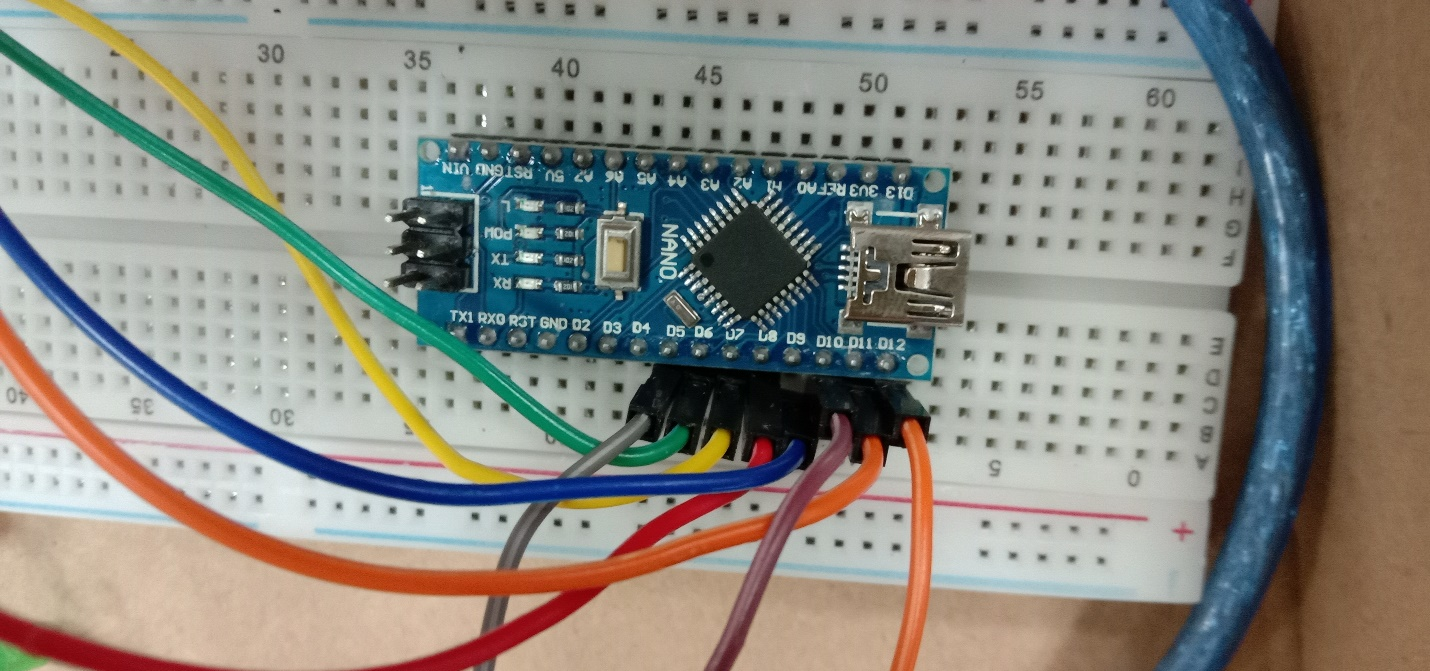 30 35 40 45 50 55 60
I
H
G
F
VIN GND RST 5V A7 A6 A5 A4 A3 A2 A1 A0 REF 3V3 D13
L
POW
TX
RX
NANO
TX1 RX0 RST GND D2 D3 D4 D5 D6 D7 D8 D9 D10 D11 D12
E
D
C
B
A
40 35 30 5 0
+